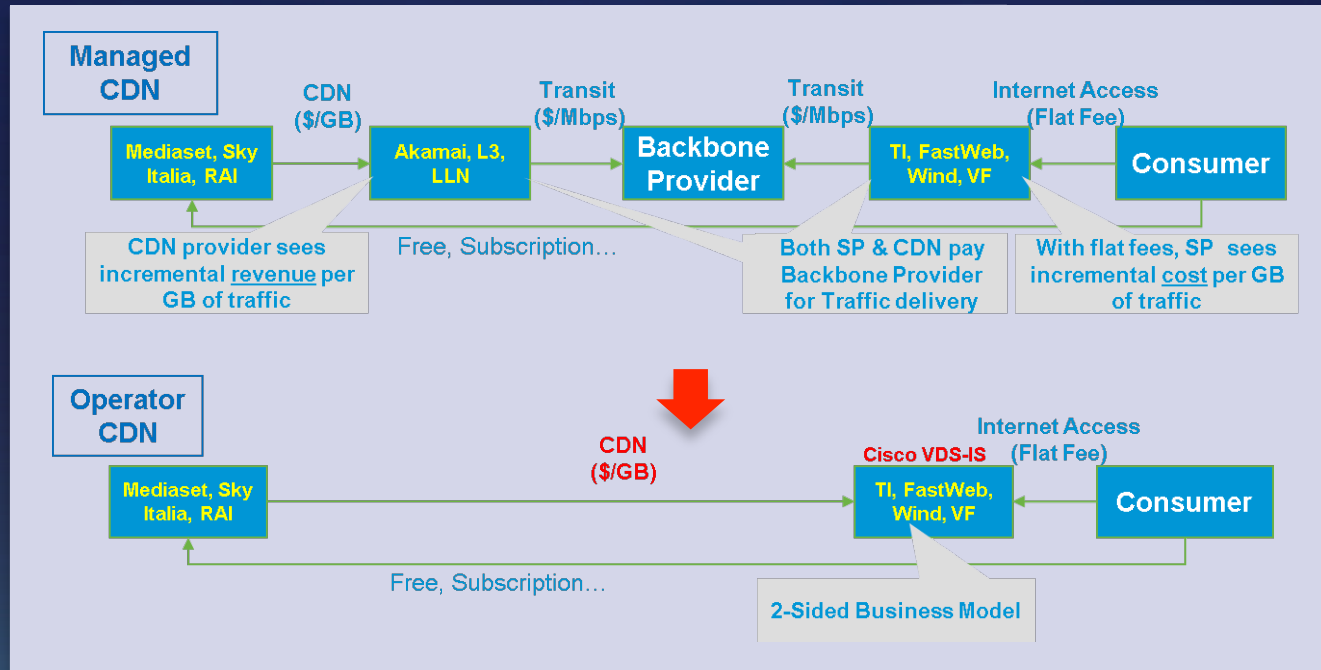 Managed
CDN
CDN
($/GB)
Transit
($/Mbps)
Transit
($/Mbps)
Internet Access
(Flat Fee)
Mediaset, Sky
Italia, RAI
Akamai, L3,
LLN
Backbone
Provider
TI, FastWeb,
Wind, VF
Consumer
Free, Subscription…
CDN provider sees
incremental revenue per
GB of traffic
Both SP & CDN pay
Backbone Provider
for Traffic delivery
With flat fees, SP sees
incremental cost per GB
of traffic
Operator
CDN
CDN
($/GB)
Cisco VDS-IS
Internet Access
(Flat Fee)
Mediaset, Sky
Italia, RAI
TI, FastWeb,
Wind, VF
Consumer
Free, Subscription…
2-Sided Business Model